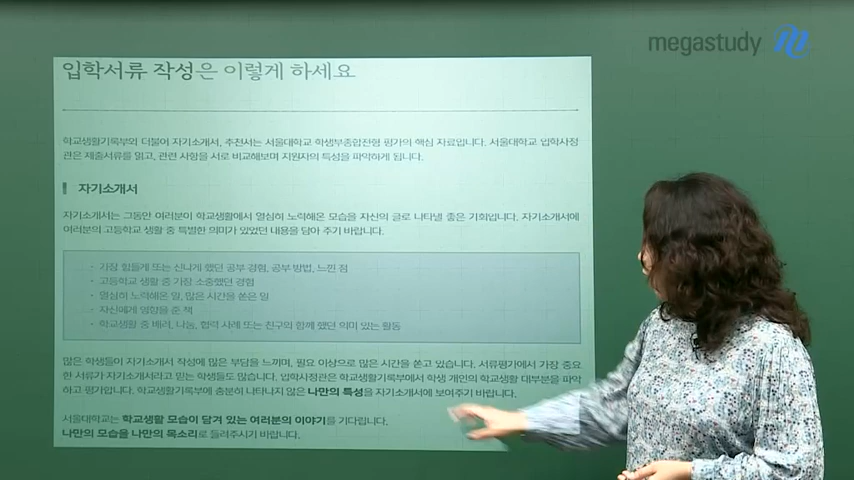 megastudy
입학서류 작성은 이렇게 하세요
학교생활기록부와 더불어 자기소개서, 추천서는 서울대학교 학생부종합전형 평가의 핵심 자료입니다. 서울대학교 입학사정
관은 제출서류를 읽고, 관련 사항을 서로 비교해보며 지원자의 특성을 파악하게 됩니다.
자기소개서
자기소개서는 그동안 여러분이 학교생활에서 열심히 노력해온 모습을 자신의 글로 나타낼 좋은 기회입니다. 자기소개서에
여러분의 고등학교 생활 중 특별한 의미가 있었던 내용을 담아 주기 바랍니다.
· 가장 힘들게 또는 신나게 했던 공부 경험, 공부 방법, 느낀 점
· 고등학교 생활 중 가장 소중했던 경험
· 열심히 노력해온 일, 많은 시간을 쏟은 일
· 자신에게 영향을 준 책
· 학교생활 중 배려, 나눔, 협력 사례 또는 친구와 함께 했던 의미 있는 활동
많은 학생들이 자기소개서 작성에 많은 부담을 느끼며, 필요 이상으로 많은 시간을 쏟고 있습니다. 서류평가에서 가장 중요
한 서류가 자기소개서라고 믿는 학생들도 많습니다. 입학사정관은 학교생활기록부에서 학생 개인의 학교생활 대부분을 파악
하고 평가합니다. 학교생활기록부에 충분히 나타나지 않은 나만의 특성을 자기소개서에 보여주기 바랍니다.
서울대학교는 학교생활 모습이 담겨 있는 여러분의 이야기를 기다립니다.
나만의 모습을 나만의 목소리로 들려주시기 바랍니다.